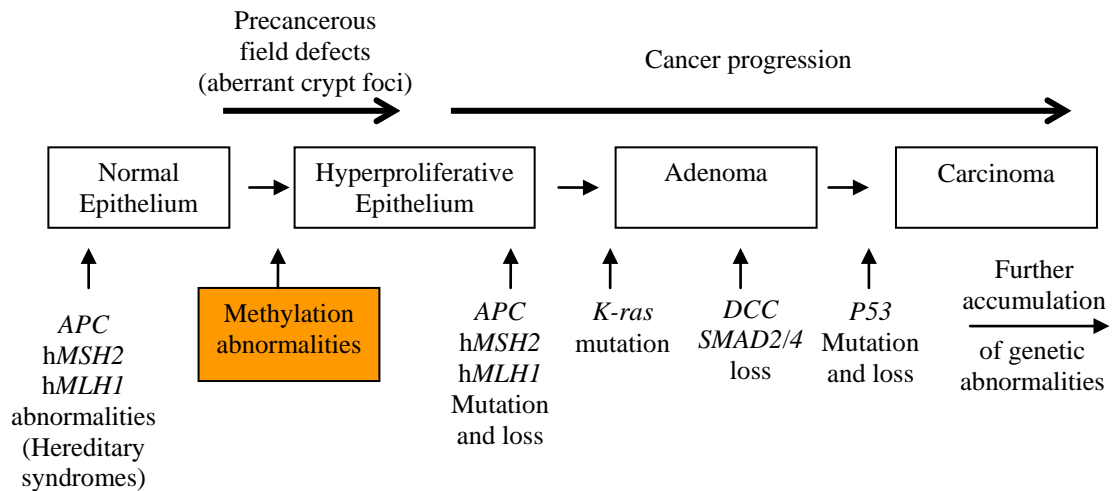 Precancerous
field defects
(aberrant crypt foci)
Cancer progression
Normal
Epithelium
Hyperproliferative
Epithelium
Adenoma
Carcinoma
APC
hMSH2
hMLH1
abnormalities
(Hereditary
syndromes)
Methylation
abnormalities
APC
hMSH2
hMLH1
Mutation
and loss
K-ras
mutation
DCC
SMAD2/4
loss
P53
Mutation
and loss
Further
accumulation
of genetic
abnormalities